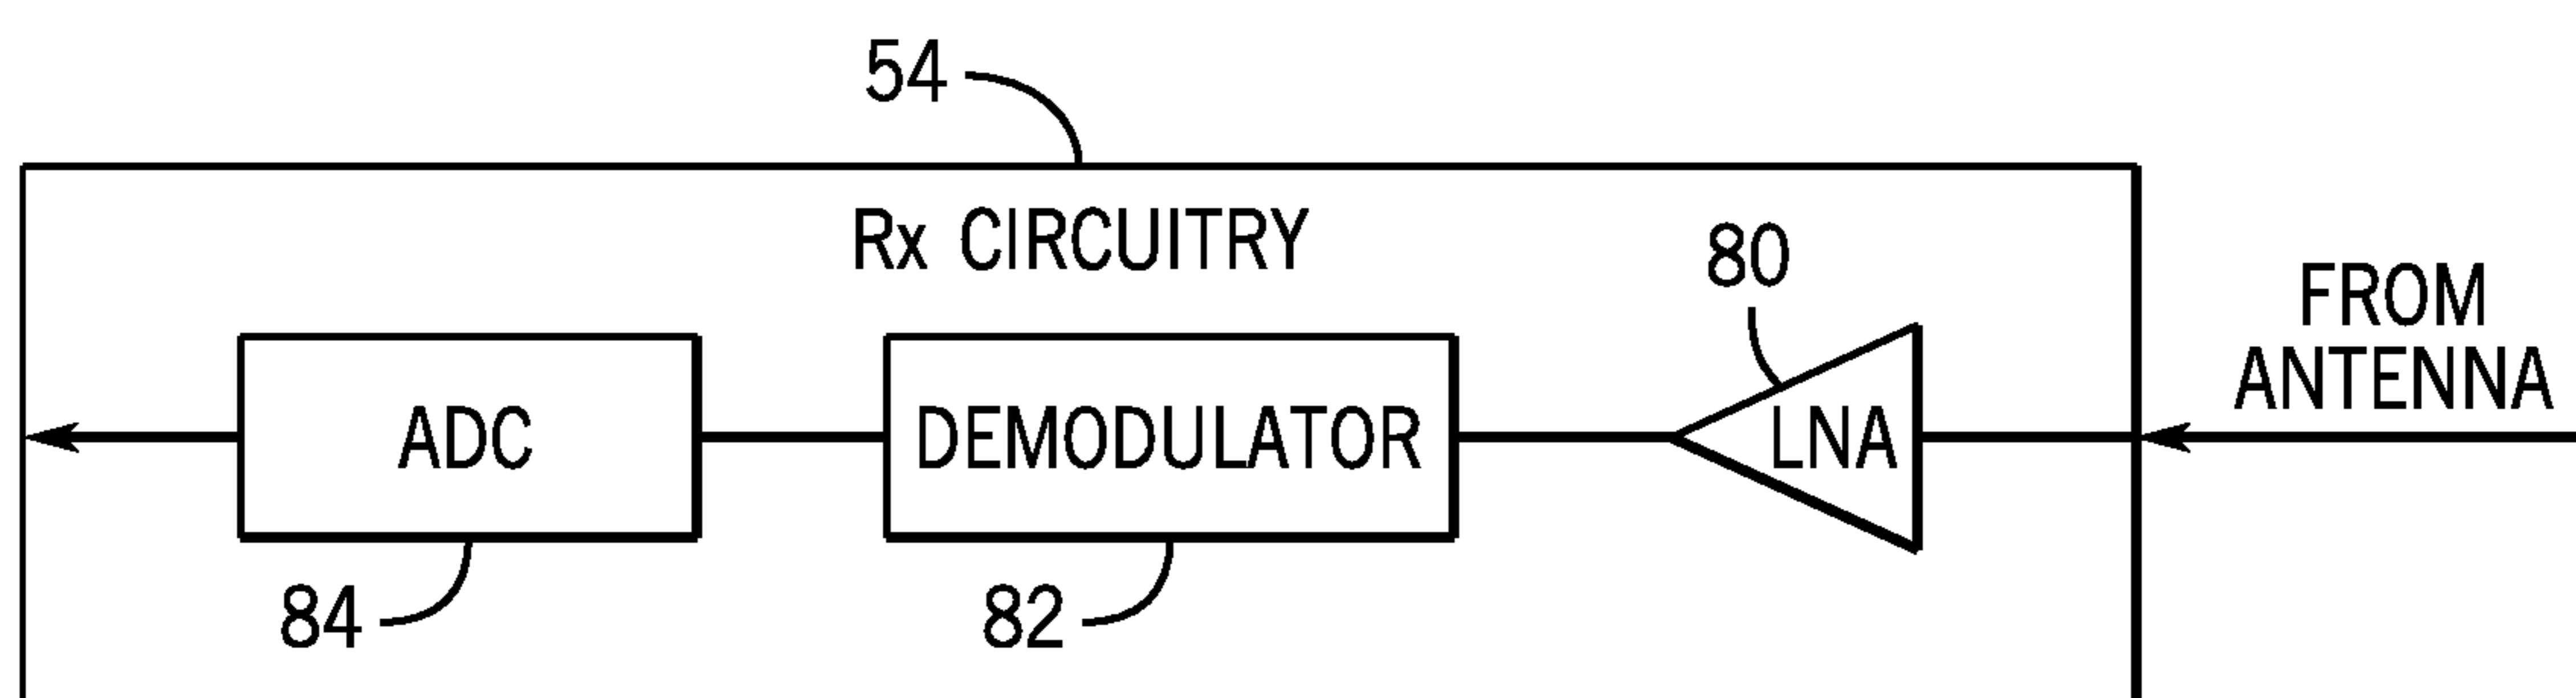 54
Rx CIRCUITRY
80
FROM
ANTENNA
ADC
DEMODULATOR
LNA
84
82